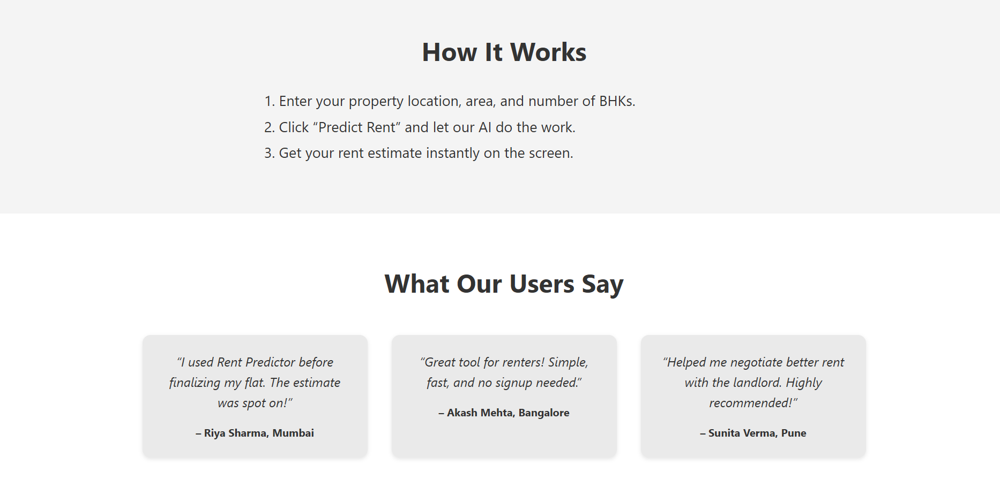 How It Works
1. Enter your property location, area, and number of BHKs.
2. Click “Predict Rent” and let our AI do the work.
3. Get your rent estimate instantly on the screen.
What Our Users Say
“I used Rent Predictor before
finalizing my flat. The estimate
was spot on!”
– Riya Sharma, Mumbai
“Great tool for renters! Simple,
fast, and no signup needed.”
– Akash Mehta, Bangalore
“Helped me negotiate better rent
with the landlord. Highly
recommended!”
– Sunita Verma, Pune